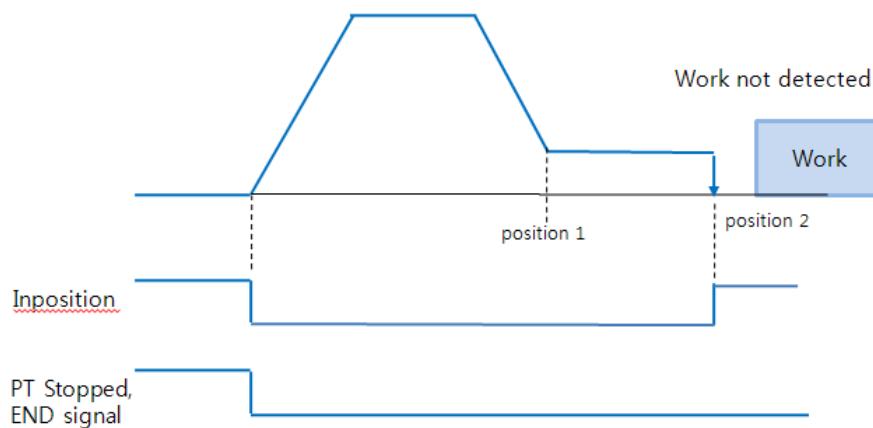 Work not detected
Work
position 1
position 2
Inposition
PT Stopped,
END signal